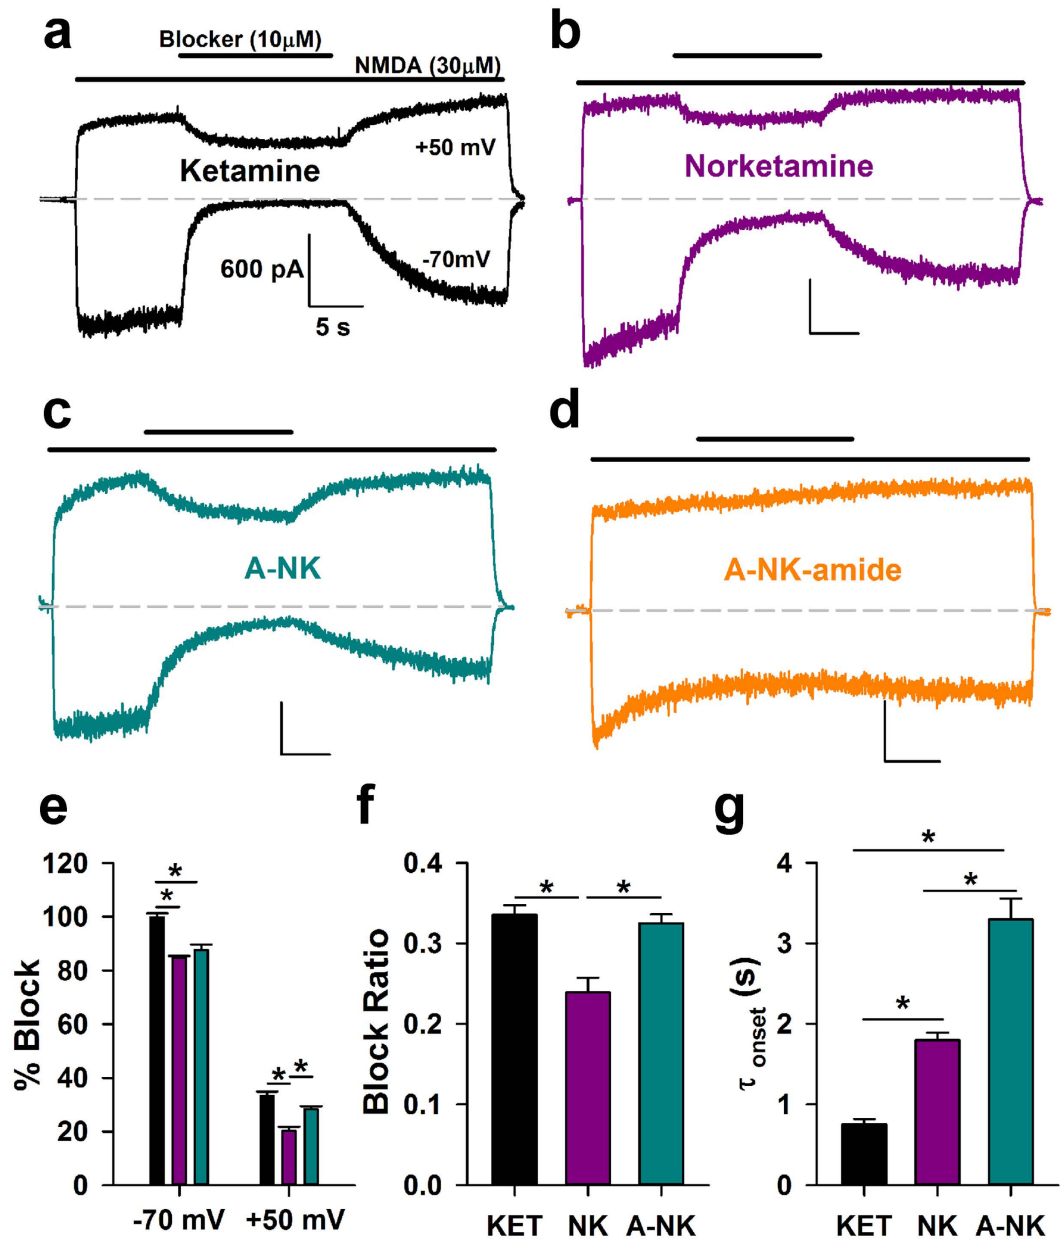 a
Blocker (10µM)
NMDA (30µM)
+50 mV
Ketamine
-70mV
600 pA
5 s
b
Norketamine
c
A-NK
d
A-NK-amide
e
% Block
120
100
80
60
40
20
0
* * * *
-70 mV +50 mV
f
Block Ratio
0.4
0.3
0.2
0.1
0.0
* *
KET NK A-NK
g
τ onset (s)
4
3
2
1
0
* * *
KET NK A-NK